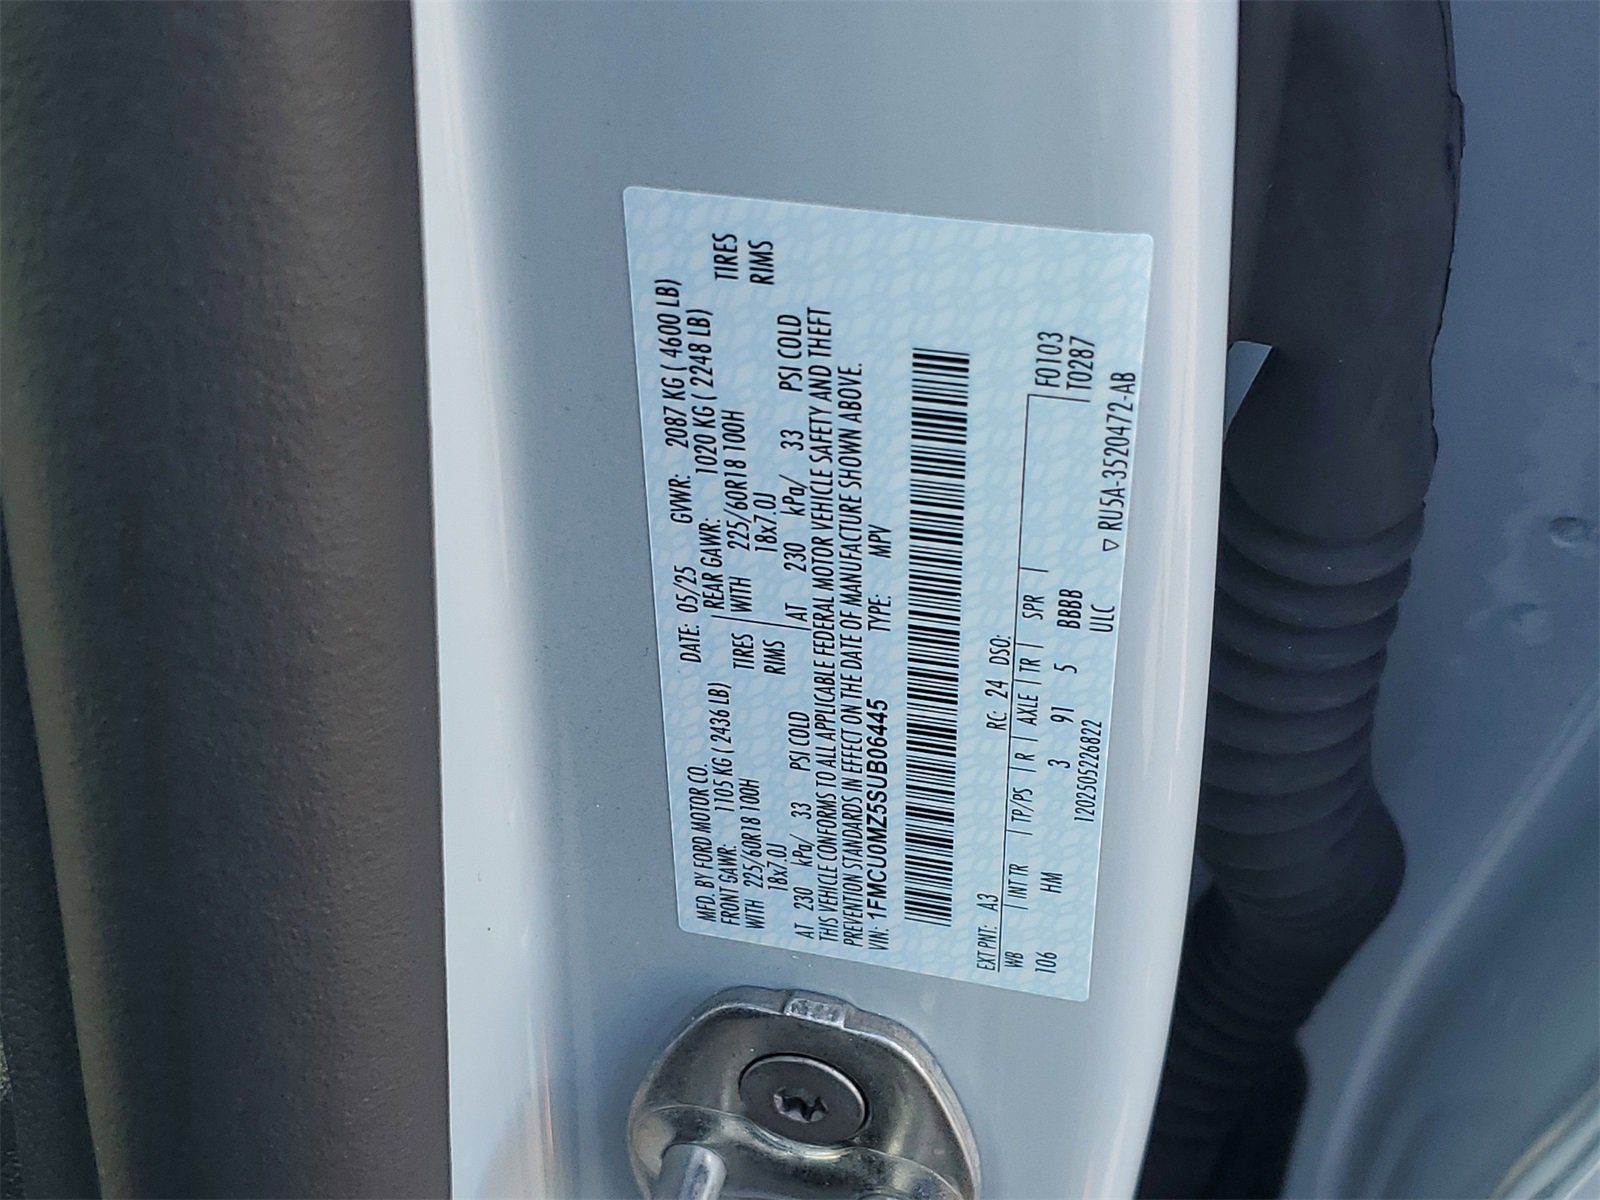 MFD. BY FORD MOTOR CO. DATE: 05/25 GVWR: 2087 KG ( 4600 LB)
FRONT GAWR: 1105 KG ( 2436 LB) REAR GAWR: 1020 KG ( 2248 LB)
WITH 225/60R18 100H TIRES WITH 225/60R18 100H TIRES
18x7.0J RIMS 18x7.0J RIMS
AT 230 kPa/ 33 PSI COLD AT 230 kPa/ 33 PSI COLD
THIS VEHICLE CONFORMS TO ALL APPLICABLE FEDERAL MOTOR VEHICLE SAFETY AND THEFT
PREVENTION STANDARDS IN EFFECT ON THE DATE OF MANUFACTURE SHOWN ABOVE.
VIN: 1FMCU0MZ5SUB06445 TYPE: MPV
EXT PNT: A3 RC: 24 DSO:
WB INT TR TP/PS R AXLE TR SPR F0103
106 HM 3 91 5 BBBB T0287
1202505226822 ULC
▽ RU5A-3520472-AB